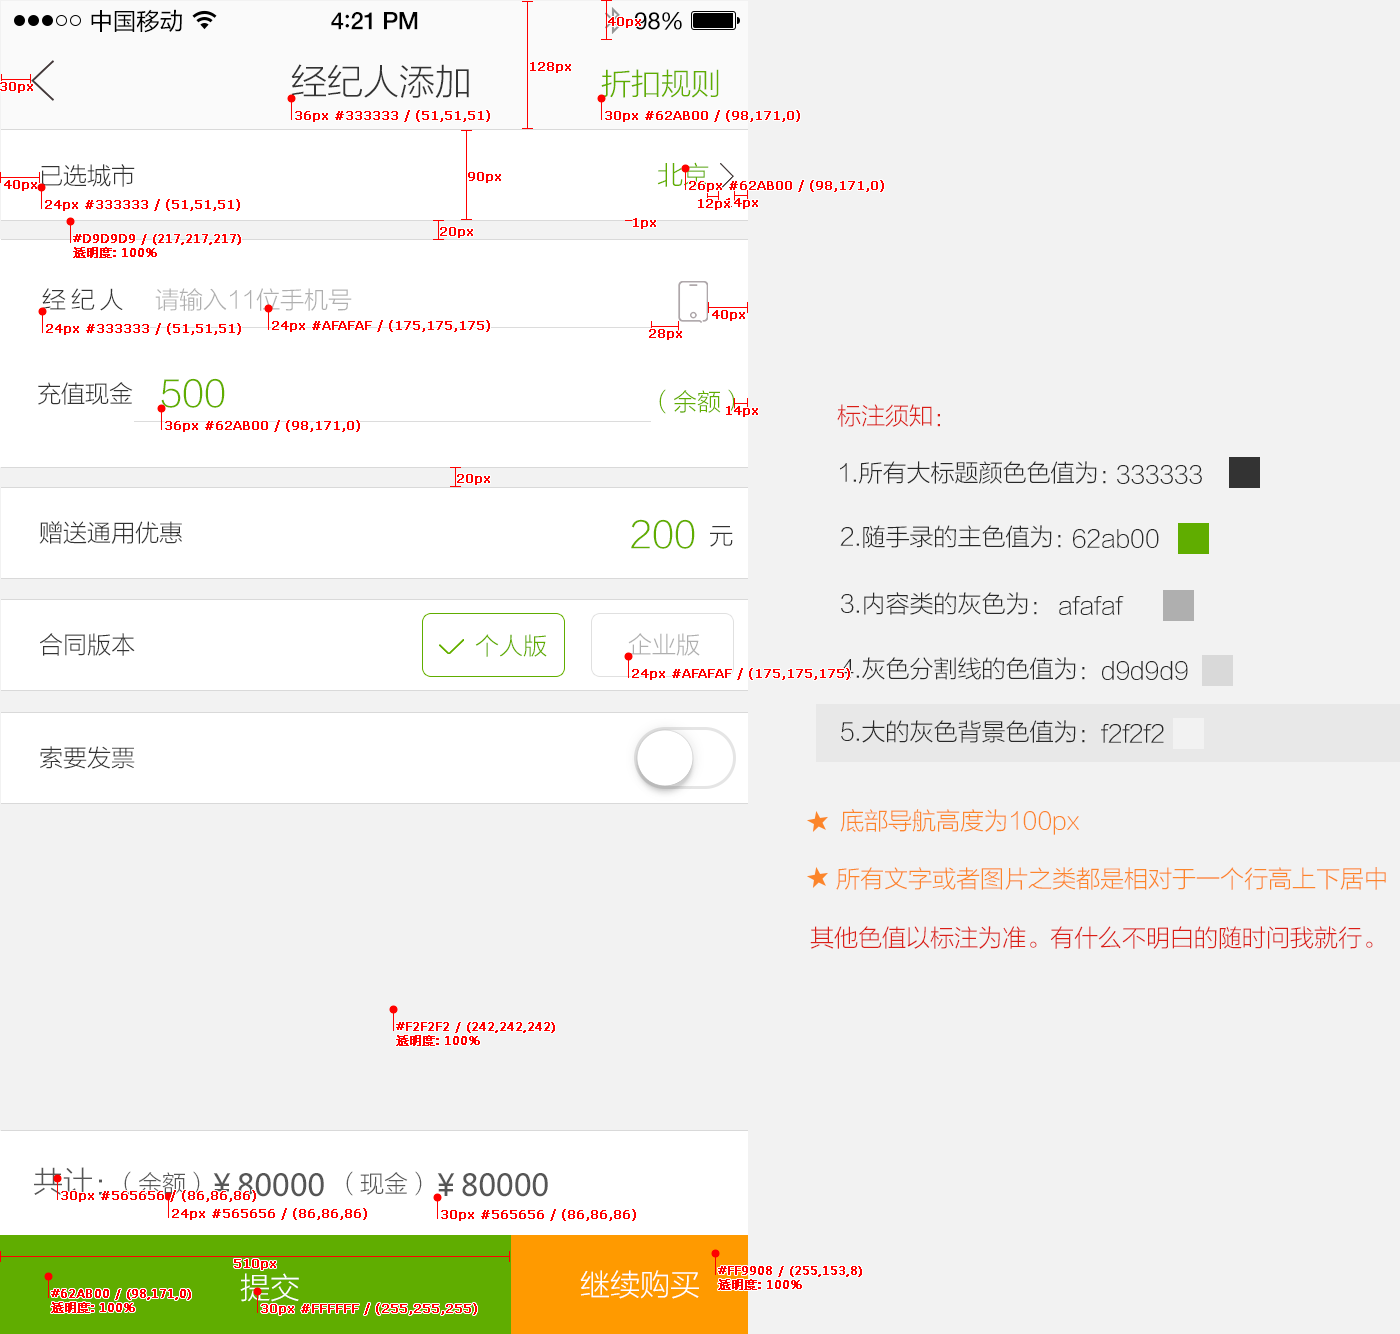 中国移动 4:21 PM 98%
40px
128px
30px
经纪人添加 折扣规则
36px #333333 / (51,51,51) 30px #62AB00 / (98,171,0)
已选城市 北京
40px 90px
26px #62AB00 / (98,171,0)
24px #333333 / (51,51,51) 12px 14px
20px 1px
#D9D9D9 / (217,217,217)
透明度: 100%
经纪人 请输入11位手机号
40px
24px #333333 / (51,51,51) 24px #AFAFAF / (175,175,175) 28px
充值现金 500 （余额）
14px
36px #62AB00 / (98,171,0)
20px
赠送通用优惠 200 元
合同版本 个人版 企业版
24px #AFAFAF / (175,175,175)
索要发票
#F2F2F2 / (242,242,242)
透明度: 100%
共计：（余额）¥ 80000 （现金）¥ 80000
30px #565656 / (86,86,86)
24px #565656 / (86,86,86) 30px #565656 / (86,86,86)
510px
提交 继续购买
#62AB00 / (98,171,0)
透明度: 100%
30px #FFFFFF / (255,255,255)
#FF9908 / (255,153,8)
透明度: 100%
标注须知：
1.所有大标题颜色色值为：333333
2.随手录的主色值为：62ab00
3.内容类的灰色为： afafaf
4.灰色分割线的色值为：d9d9d9
5.大的灰色背景色值为：f2f2f2
★ 底部导航高度为100px
★ 所有文字或者图片之类都是相对于一个行高上下居中
其他色值以标注为准。有什么不明白的随时问我就行。